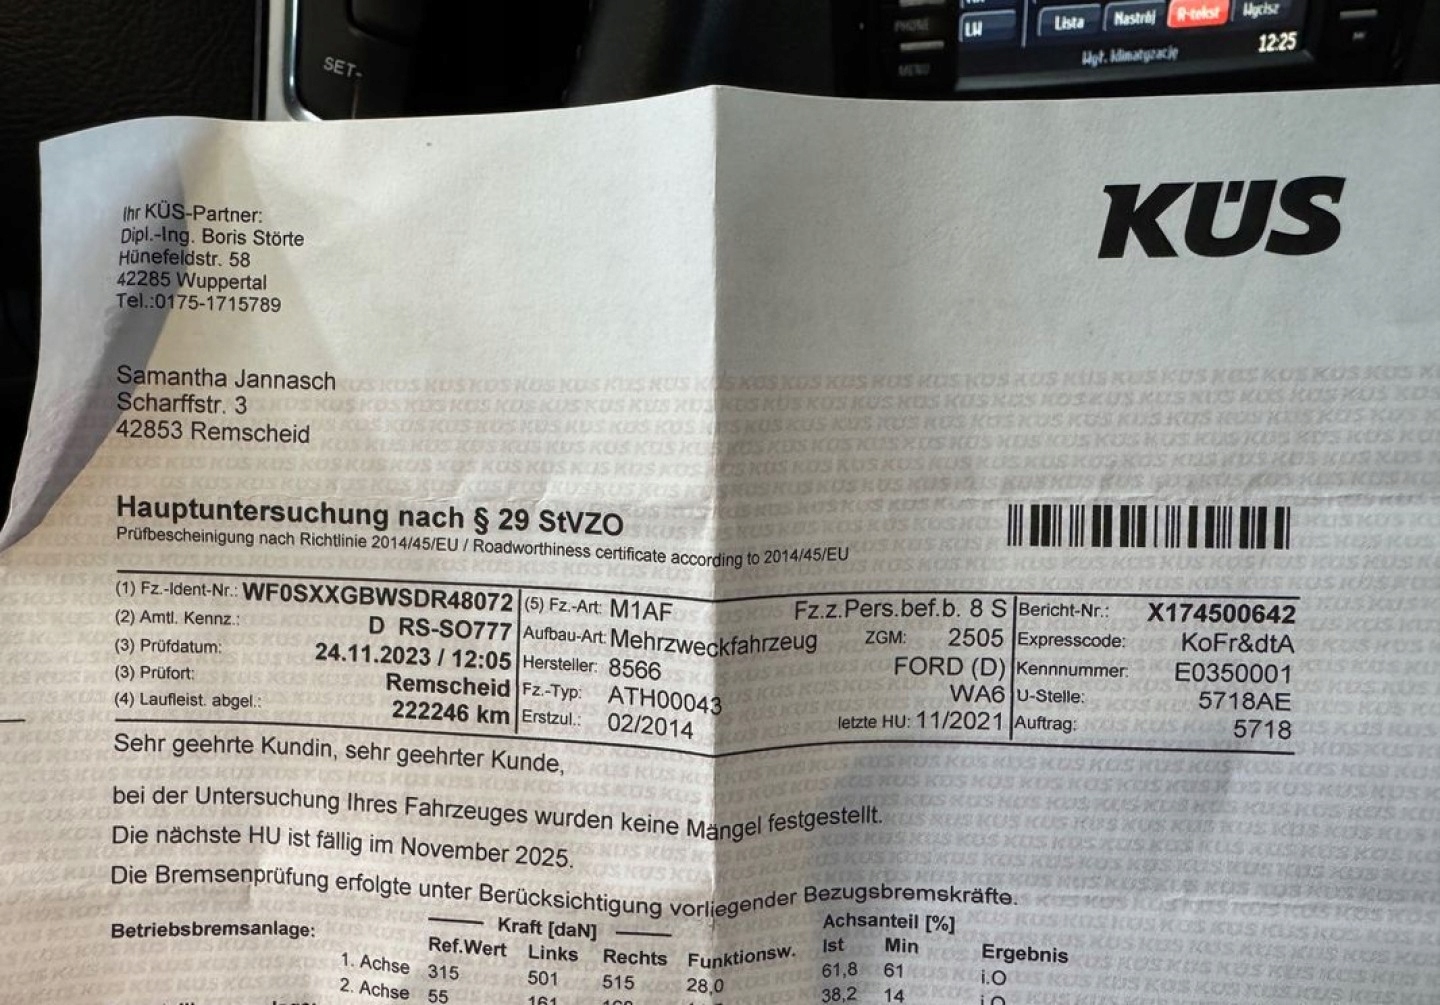 SET-
PHONE
MENU
LW
Lista
Nastrój
R-tekst
Wycisz
Wył. klimatyzację
12:25
KÜS
Ihr KÜS-Partner:
Dipl.-Ing. Boris Störte
Hünefeldstr. 58
42285 Wuppertal
Tel.:0175-1715789
Samantha Jannasch
Scharffstr. 3
42853 Remscheid
Hauptuntersuchung nach § 29 StVZO
Prüfbescheinigung nach Richtlinie 2014/45/EU / Roadworthiness certificate according to 2014/45/EU
(1) Fz.-Ident-Nr.: WF0SXXGBWSDR48072 (5) Fz.-Art: M1AF Fz.z.Pers.bef.b. 8 S Bericht-Nr.: X174500642
(2) Amtl. Kennz.: D RS-SO777 Aufbau-Art: Mehrzweckfahrzeug ZGM: 2505 Expresscode: KoFr&dtA
(3) Prüfdatum: 24.11.2023 / 12:05 Hersteller: 8566 FORD (D) Kennnummer: E0350001
(3) Prüfort: Remscheid Fz.-Typ: ATH00043 WA6 U-Stelle: 5718AE
(4) Laufleist. abgel.: 222246 km Erstzul.: 02/2014 letzte HU: 11/2021 Auftrag: 5718
Sehr geehrte Kundin, sehr geehrter Kunde,
bei der Untersuchung Ihres Fahrzeuges wurden keine Mängel festgestellt.
Die nächste HU ist fällig im November 2025.
Die Bremsenprüfung erfolgte unter Berücksichtigung vorliegender Bezugsbremskräfte.
Betriebsbremsanlage: Kraft [daN] Achsanteil [%]
Ref.Wert Links Rechts Funktionsw. Ist Min Ergebnis
1. Achse 315 501 515 28,0 61,8 61 i.O
2. Achse 55 161 38,2 14 i.O